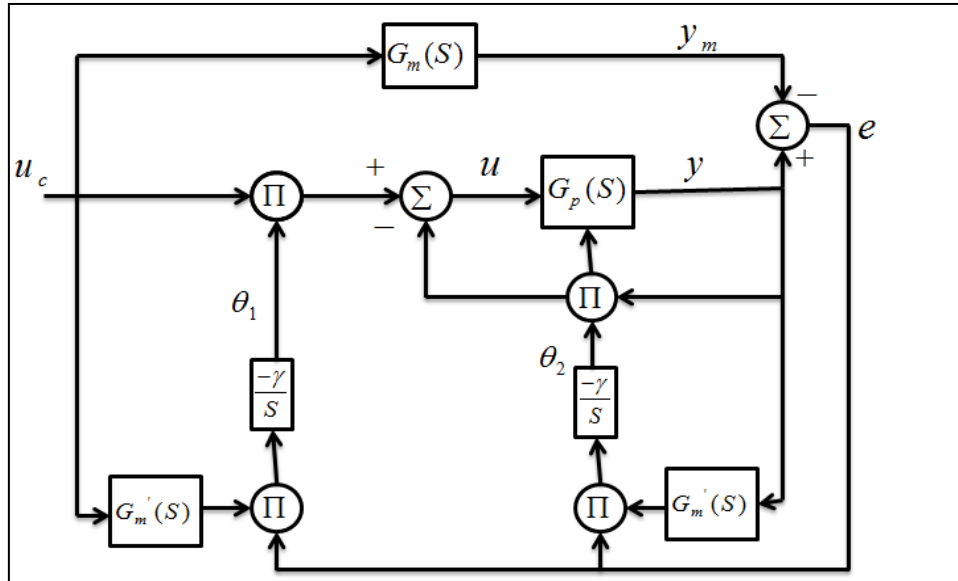 G_m(S)
y_m
−
Σ
e
+
u_c
Π
+
−
Σ
u
G_p(S)
y
Π
θ_1
θ_2
−γ/S
−γ/S
G_m'(S)
Π
Π
G_m'(S)